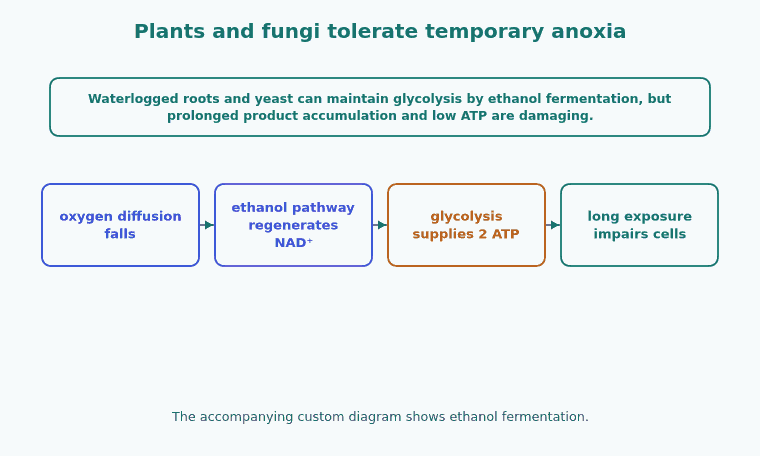 Plants and fungi tolerate temporary anoxia
Waterlogged roots and yeast can maintain glycolysis by ethanol fermentation, but
prolonged product accumulation and low ATP are damaging.
oxygen diffusion
falls
ethanol pathway
regenerates
NAD⁺
glycolysis
supplies 2 ATP
long exposure
impairs cells
The accompanying custom diagram shows ethanol fermentation.